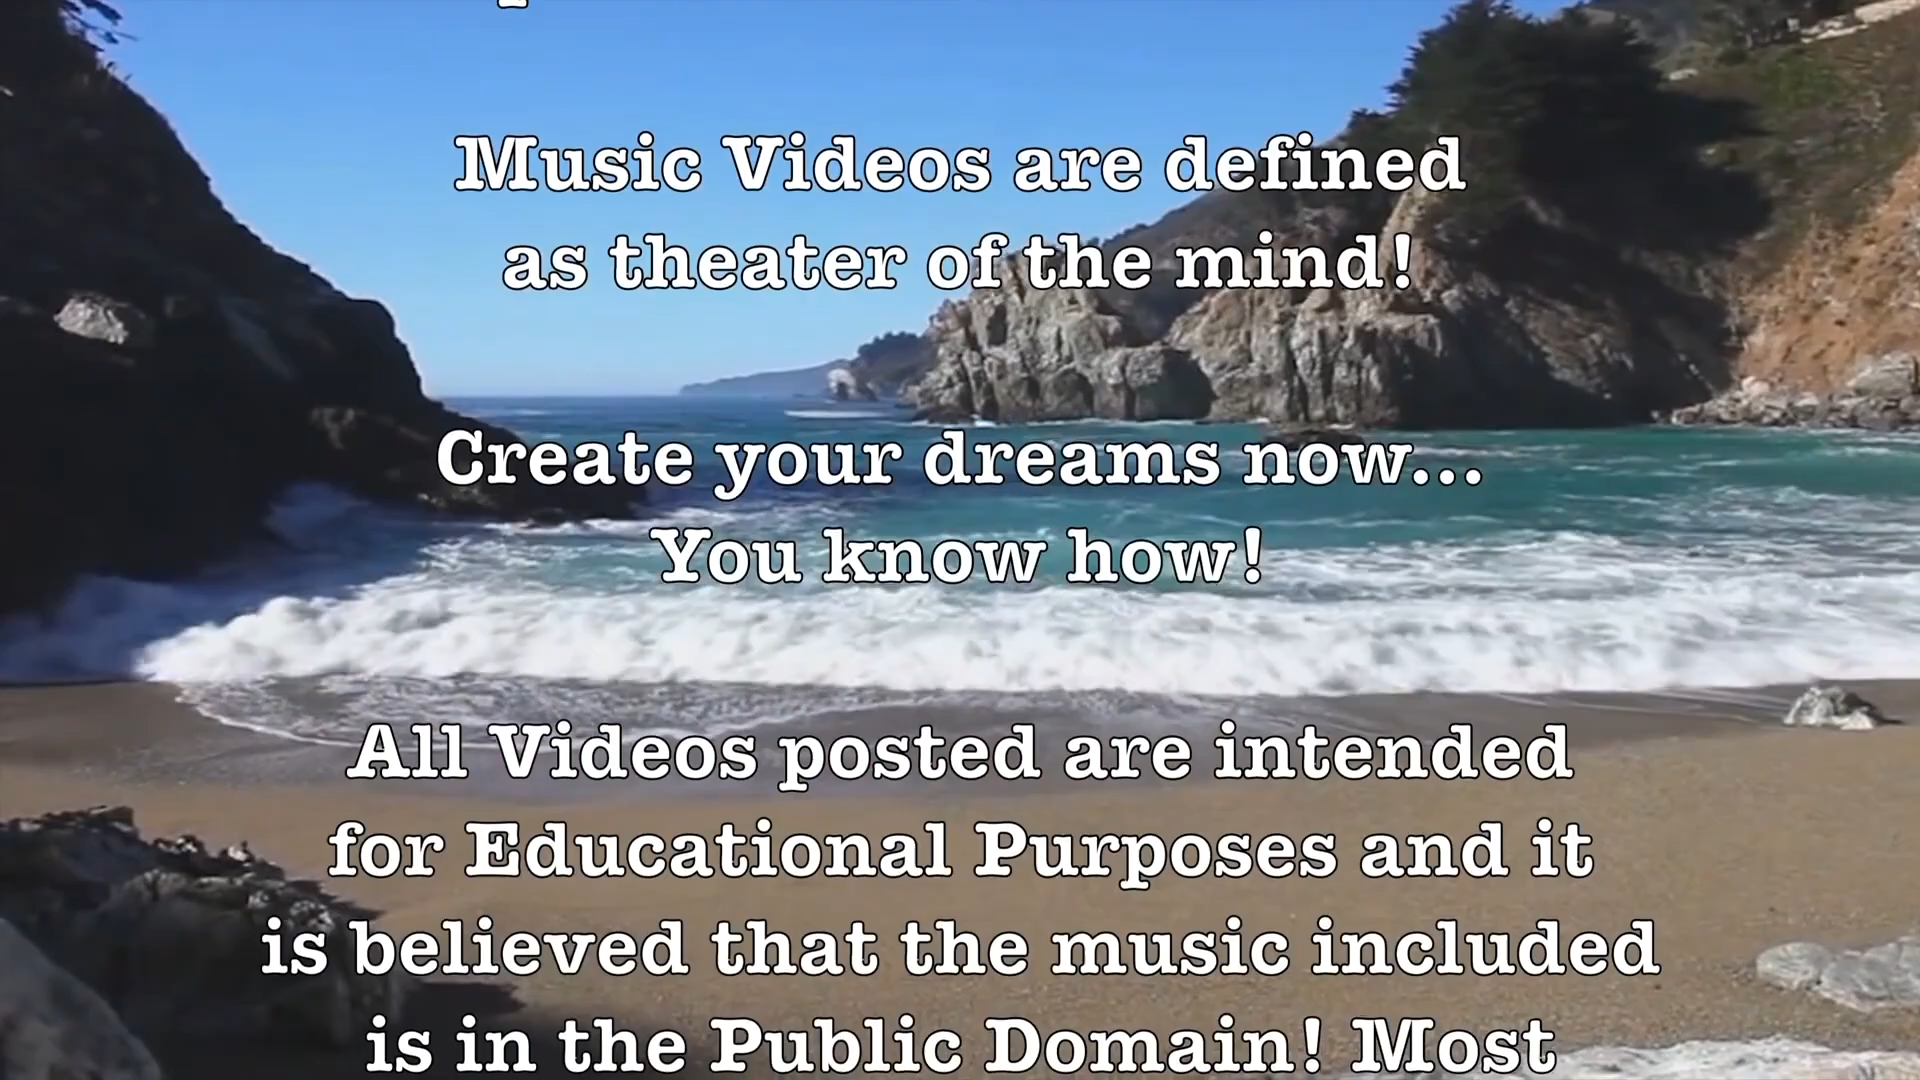 Music Videos are defined
as theater of the mind!
Create your dreams now...
You know how!
All Videos posted are intended
for Educational Purposes and it
is believed that the music included
is in the Public Domain! Most